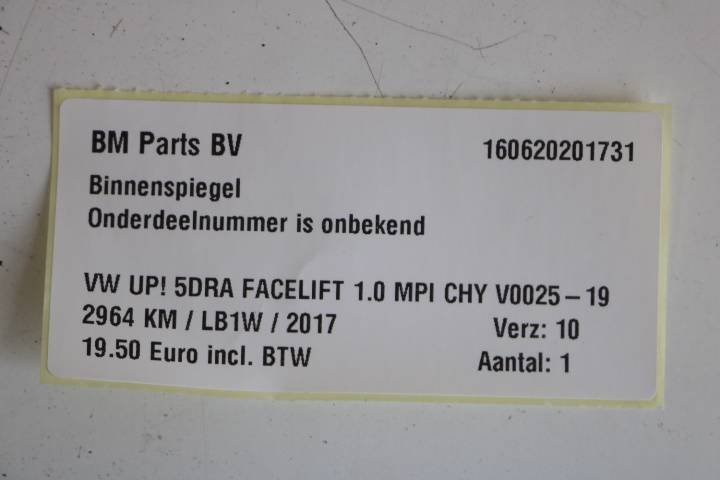 BM Parts BV 160620201731
Binnenspiegel
Onderdeelnummer is onbekend
VW UP! 5DRA FACELIFT 1.0 MPI CHY V0025-19
2964 KM / LB1W / 2017 Verz: 10
19.50 Euro incl. BTW Aantal: 1